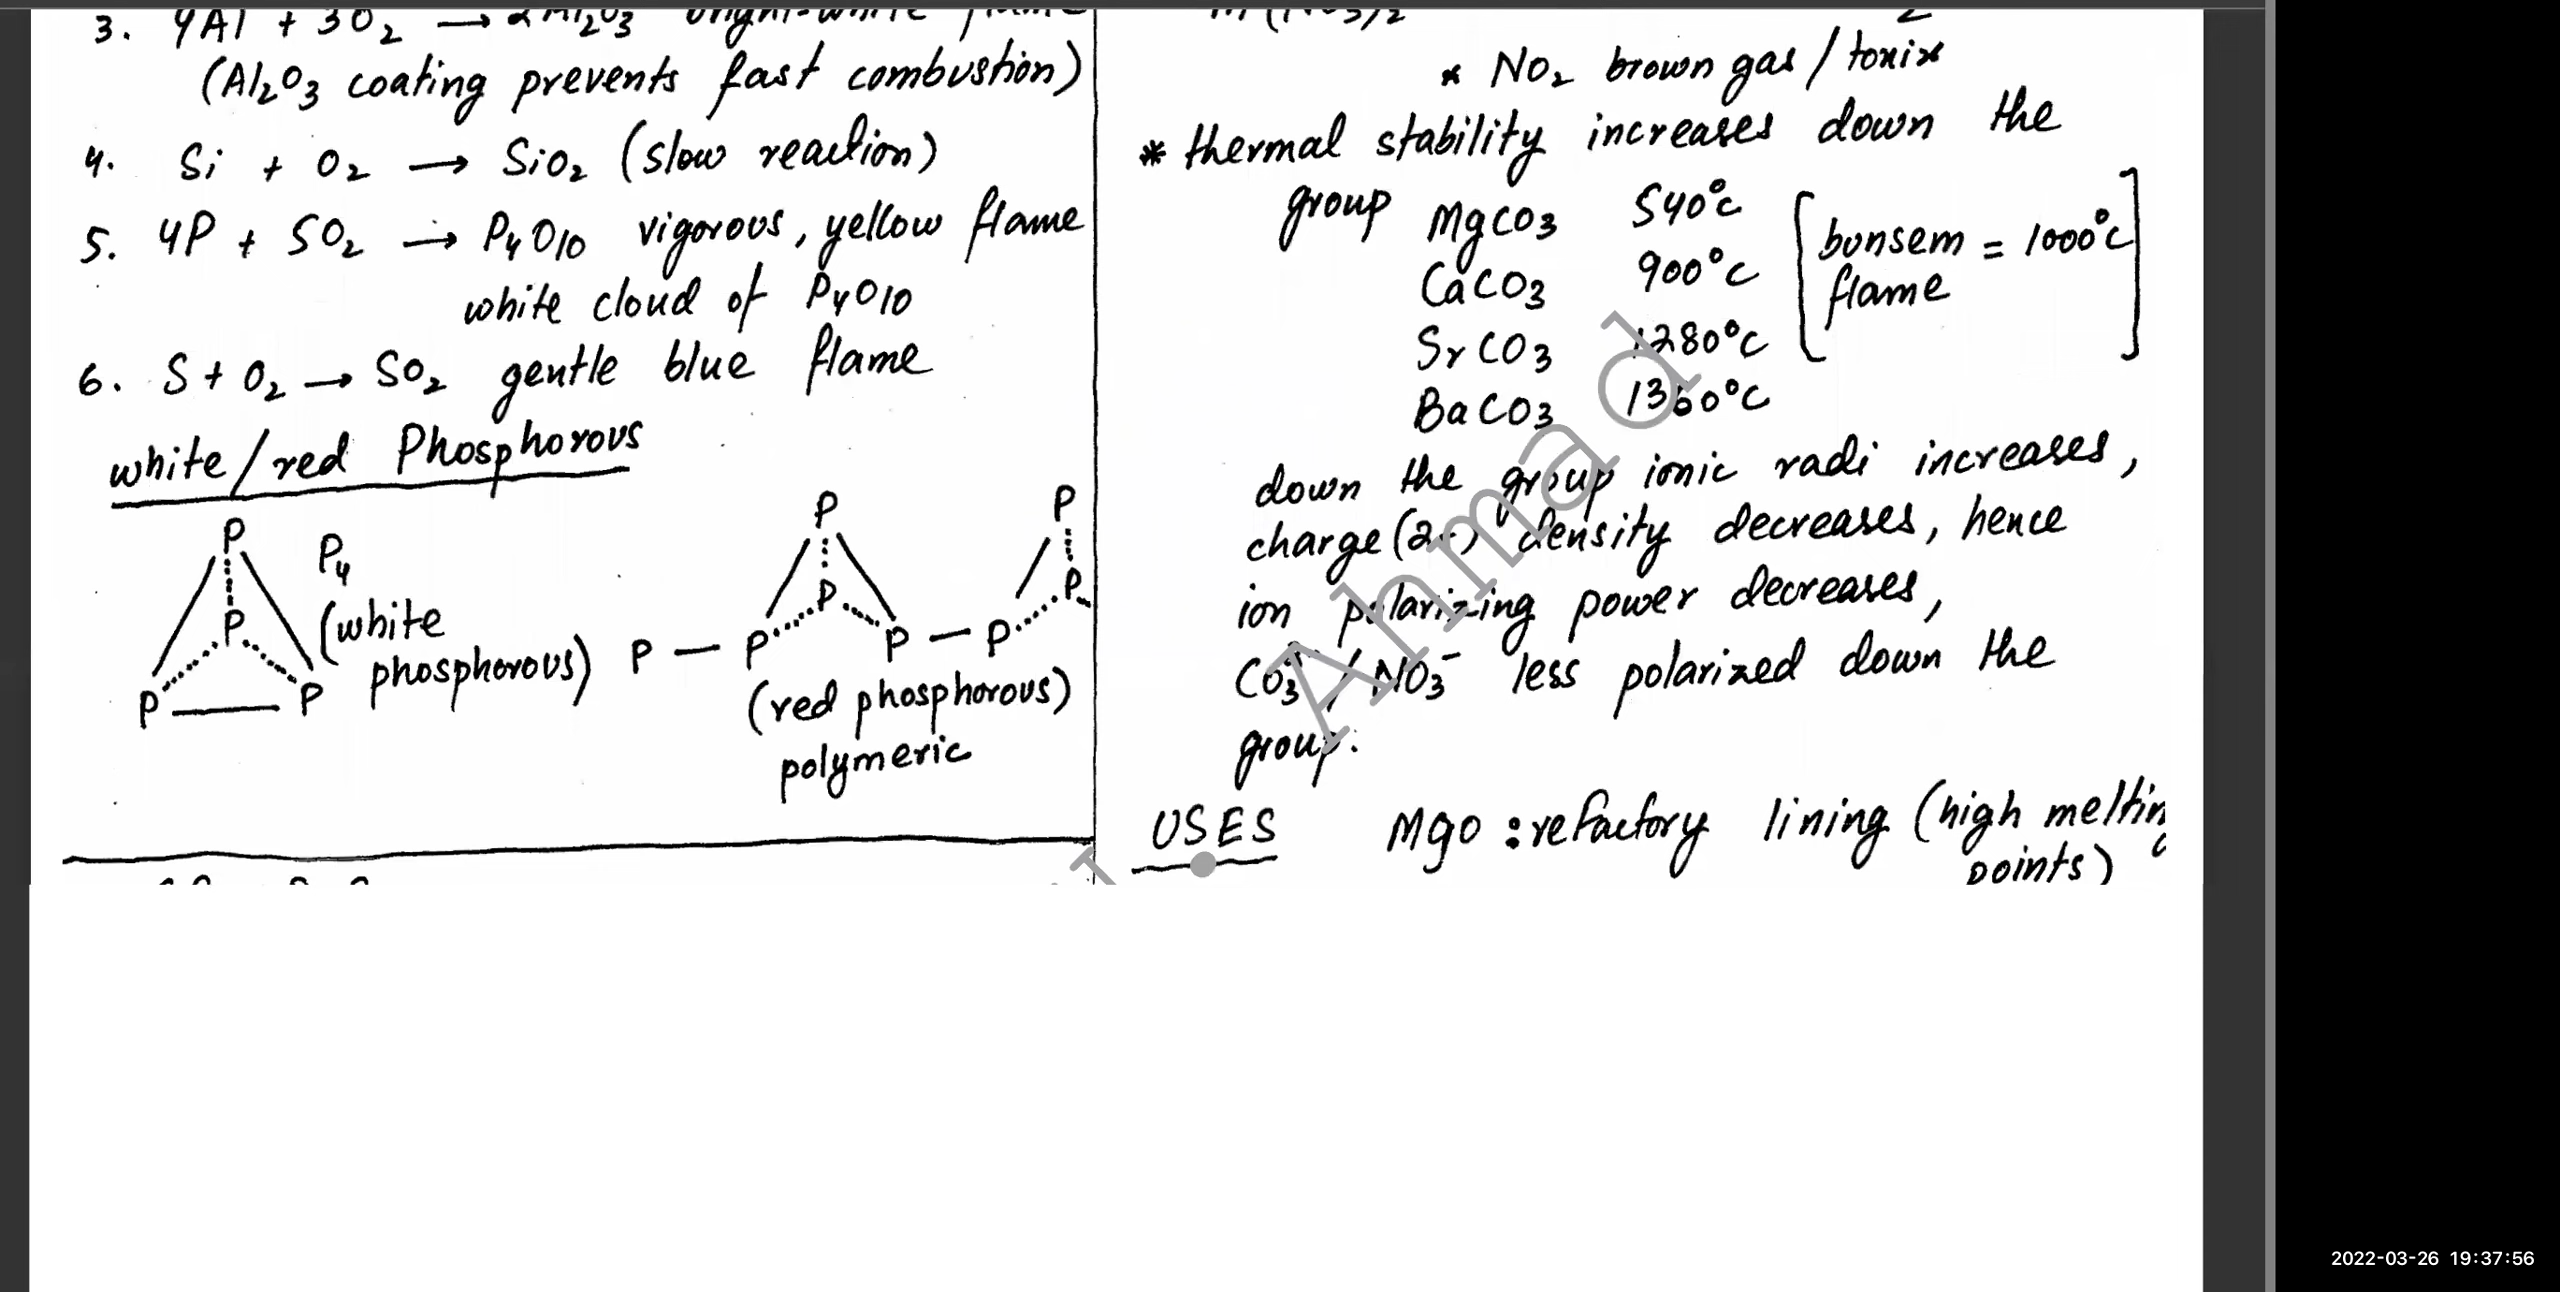 3. 4Al + 3O2 → 2Al2O3 bright-white flame
(Al2O3 coating prevents fast combustion)
4. Si + O2 → SiO2 (slow reaction)
5. 4P + 5O2 → P4O10 vigorous, yellow flame
white cloud of P4O10
6. S + O2 → SO2 gentle blue flame
white/red Phosphorous
P
P4
P
(white
phosphorous)
P P
P P
P P
P P P P
(red phosphorous)
polymeric
* NO2 brown gas / toxix
* thermal stability increases down the
group MgCO3 540°C
CaCO3 900°C
[bunsem = 1000°C
flame]
SrCO3 1280°C
BaCO3 1360°C
down the group ionic radi increases,
charge (2+) density decreases, hence
ion polarizing power decreases,
/ NO3- less polarized down the
group.
USES MgO : refactory lining (high melting
points)
Ahmad
2022-03-26 19:37:56